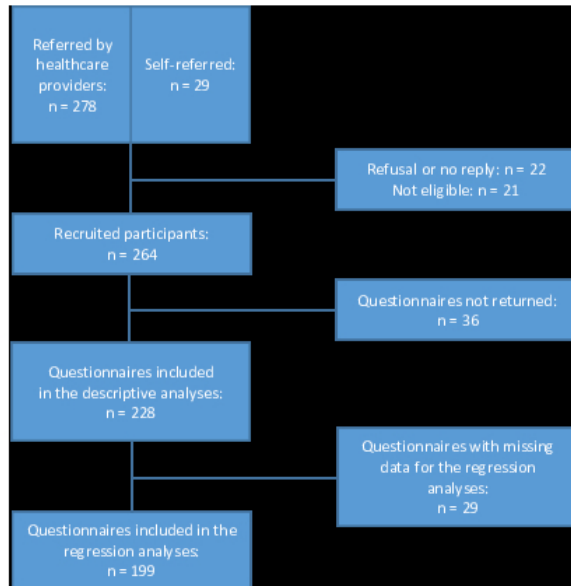 Referred by
healthcare
providers:
n = 278
Self-referred:
n = 29
Refusal or no reply: n = 22
Not eligible: n = 21
Recruited participants:
n = 264
Questionnaires not returned:
n = 36
Questionnaires included
in the descriptive analyses:
n = 228
Questionnaires with missing
data for the regression
analyses:
n = 29
Questionnaires included in the
regression analyses:
n = 199